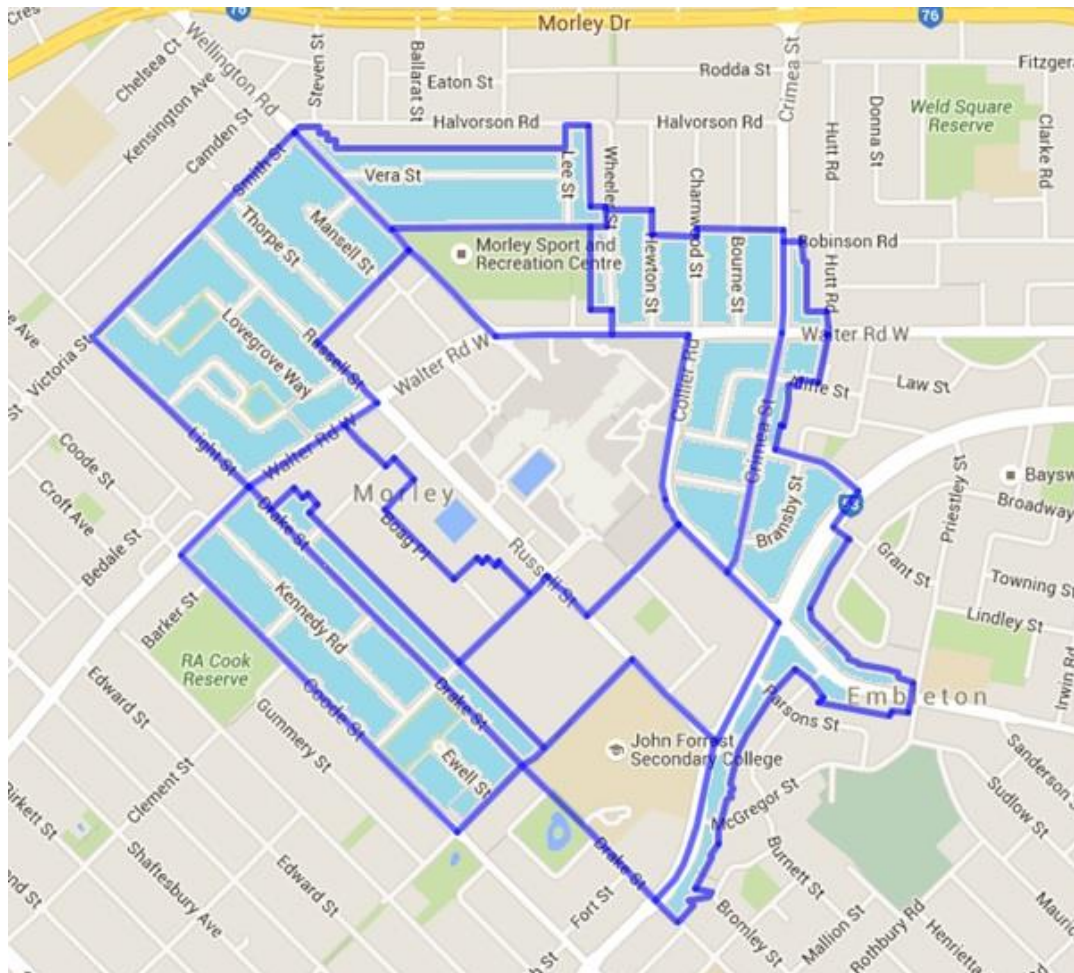 Cres
Chelsea Ct
Kensington Ave
Camden St
Wellington Rd
Steven St
Ballarat St
Eaton St
76
Morley Dr
76
Rodda St
Crimea St
Fitzger
Weld Square
Reserve
Donna St
Hutt Rd
Clarke Rd
Halvorson Rd
Halvorson Rd
Smith St
Vera St
Lee St
Wheeler St
Charnwood St
Newton St
Bourne St
Robinson Rd
Hutt Rd
Thorpe St
Mansell St
Morley Sport and
Recreation Centre
Lovegrove Way
Russell St
Walter Rd W
Walter Rd W
Collier Rd
Law St
Crimea St
Victoria St
Light St
Walter Rd W
Coode St
Croft Ave
Bedale St
Drake St
Morley
Boag Pl
Russell St
Bransby St
Priestley St
Baysw
Broadway
Grant St
Towning St
Lindley St
Irwin Rd
Barker St
Kennedy Rd
RA Cook
Reserve
Coode St
Drake St
Ewell St
Edward St
Gummery St
Clement St
Birkett St
Shaftesbury Ave
Edward St
John Forrest
Secondary College
Parsons St
Embleton
McGregor St
Sanderson S
Sudlow St
Drake St
Fort St
Burnett St
Bromley St
Mallion St
Rothbury Rd
Henrietta